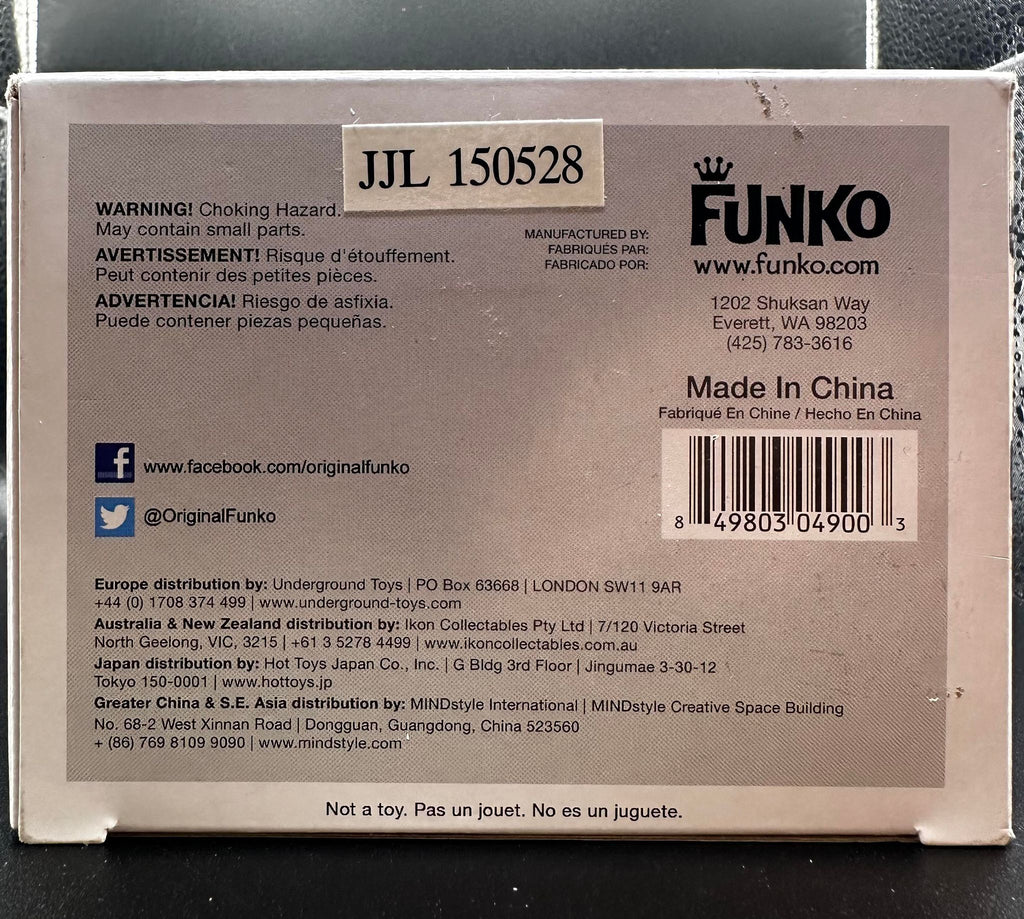 JJL 150528
WARNING! Choking Hazard.
May contain small parts.
AVERTISSEMENT! Risque d'étouffement.
Peut contenir des petites pièces.
ADVERTENCIA! Riesgo de asfixia.
Puede contener piezas pequeñas.
MANUFACTURED BY:
FABRIQUÉS PAR:
FABRICADO POR:
FUNKO
www.funko.com
1202 Shuksan Way
Everett, WA 98203
(425) 783-3616
Made In China
Fabriqué En Chine / Hecho En China
8 49803 04900 3
f www.facebook.com/originalfunko
@OriginalFunko
Europe distribution by: Underground Toys | PO Box 63668 | LONDON SW11 9AR
+44 (0) 1708 374 499 | www.underground-toys.com
Australia & New Zealand distribution by: Ikon Collectables Pty Ltd | 7/120 Victoria Street
North Geelong, VIC, 3215 | +61 3 5278 4499 | www.ikoncollectables.com.au
Japan distribution by: Hot Toys Japan Co., Inc. | G Bldg 3rd Floor | Jingumae 3-30-12
Tokyo 150-0001 | www.hottoys.jp
Greater China & S.E. Asia distribution by: MINDstyle International | MINDstyle Creative Space Building
No. 68-2 West Xinnan Road | Dongguan, Guangdong, China 523560
+ (86) 769 8109 9090 | www.mindstyle.com
Not a toy. Pas un jouet. No es un juguete.